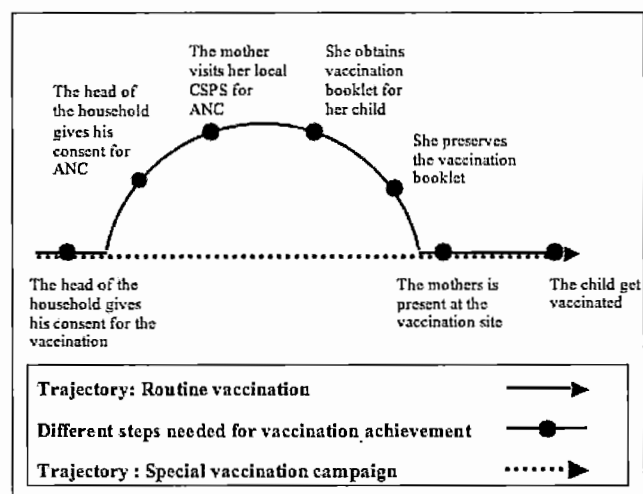 The head of
the household
gives his
consent for
ANC
The mother
visits her local
CSPS for
ANC
She obtains
vaccination
booklet for
her child
She preserves
the vaccination
booklet
The head of the
household gives
his consent for the
vaccination
The mothers is
present at the
vaccination site
The child get
vaccinated
Trajectory: Routine vaccination
Different steps needed for vaccination achievement
Trajectory : Special vaccination campaign